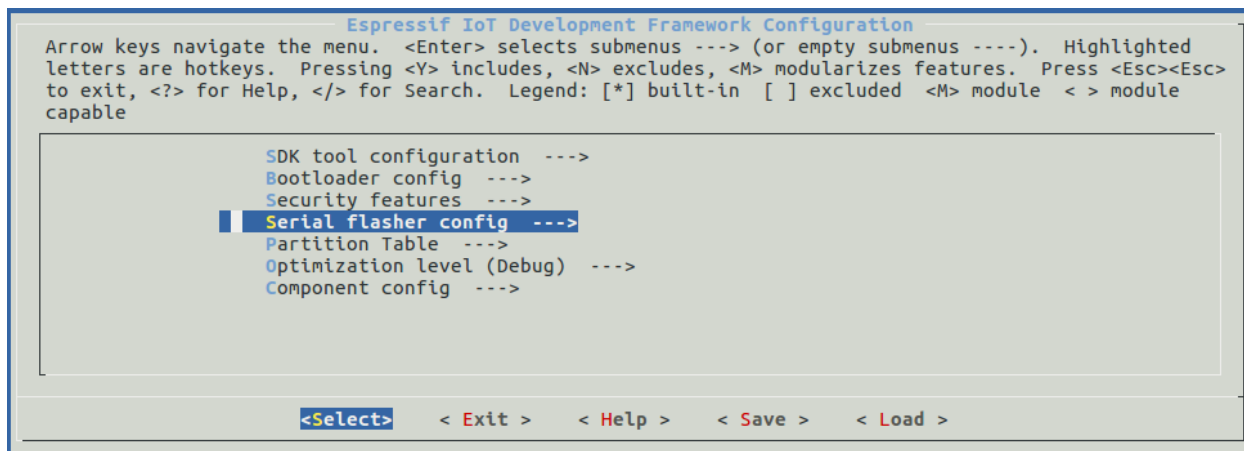 Espressif IoT Development Framework Configuration
Arrow keys navigate the menu.  <Enter> selects submenus ---> (or empty submenus ----).  Highlighted
letters are hotkeys.  Pressing <Y> includes, <N> excludes, <M> modularizes features.  Press <Esc><Esc>
to exit, <?> for Help, </> for Search.  Legend: [*] built-in  [ ] excluded  <M> module  < > module
capable
SDK tool configuration  --->
Bootloader config  --->
Security features  --->
Serial flasher config  --->
Partition Table  --->
Optimization level (Debug)  --->
Component config  --->
<Select>    < Exit >    < Help >    < Save >    < Load >